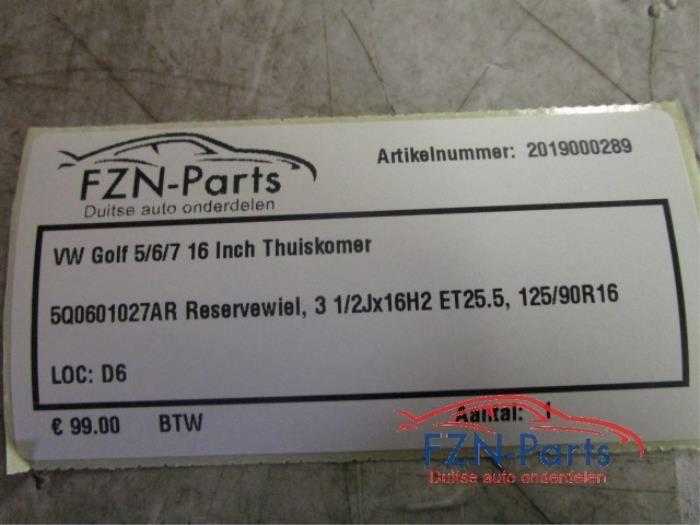 FZN-Parts
Duitse auto onderdelen
Artikelnummer: 2019000289
VW Golf 5/6/7 16 Inch Thuiskomer
5Q0601027AR Reservewiel, 3 1/2Jx16H2 ET25.5, 125/90R16
LOC: D6
€ 99.00 BTW Aantal: 1
FZN-Parts
Duitse auto onderdelen